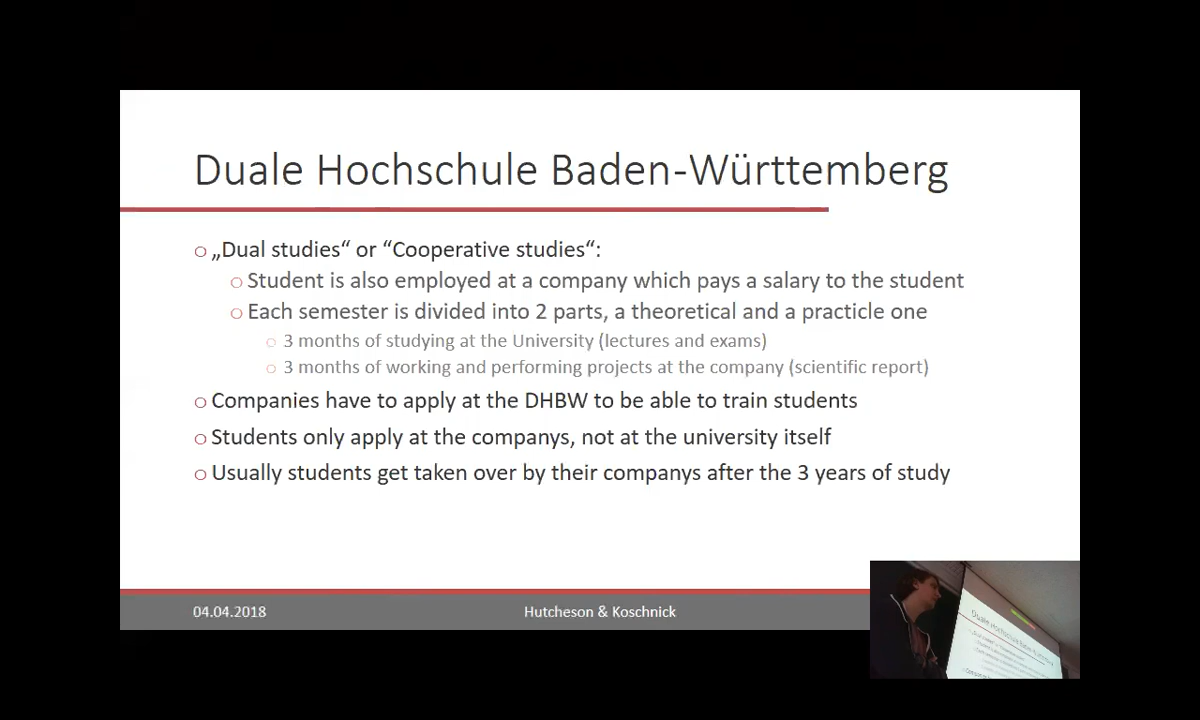 Duale Hochschule Baden-Württemberg
„Dual studies“ or “Cooperative studies“:
Student is also employed at a company which pays a salary to the student
Each semester is divided into 2 parts, a theoretical and a practicle one
3 months of studying at the University (lectures and exams)
3 months of working and performing projects at the company (scientific report)
Companies have to apply at the DHBW to be able to train students
Students only apply at the companys, not at the university itself
Usually students get taken over by their companys after the 3 years of study
04.04.2018
Hutcheson & Koschnick